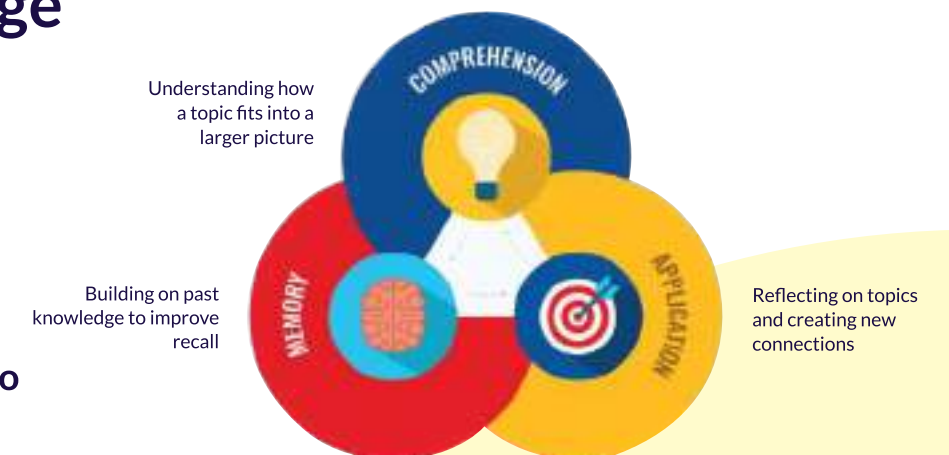 ge
COMPREHENSION
Understanding how
a topic fits into a
larger picture
MEMORY
Building on past
knowledge to improve
recall
APPLICATION
Reflecting on topics
and creating new
connections
o